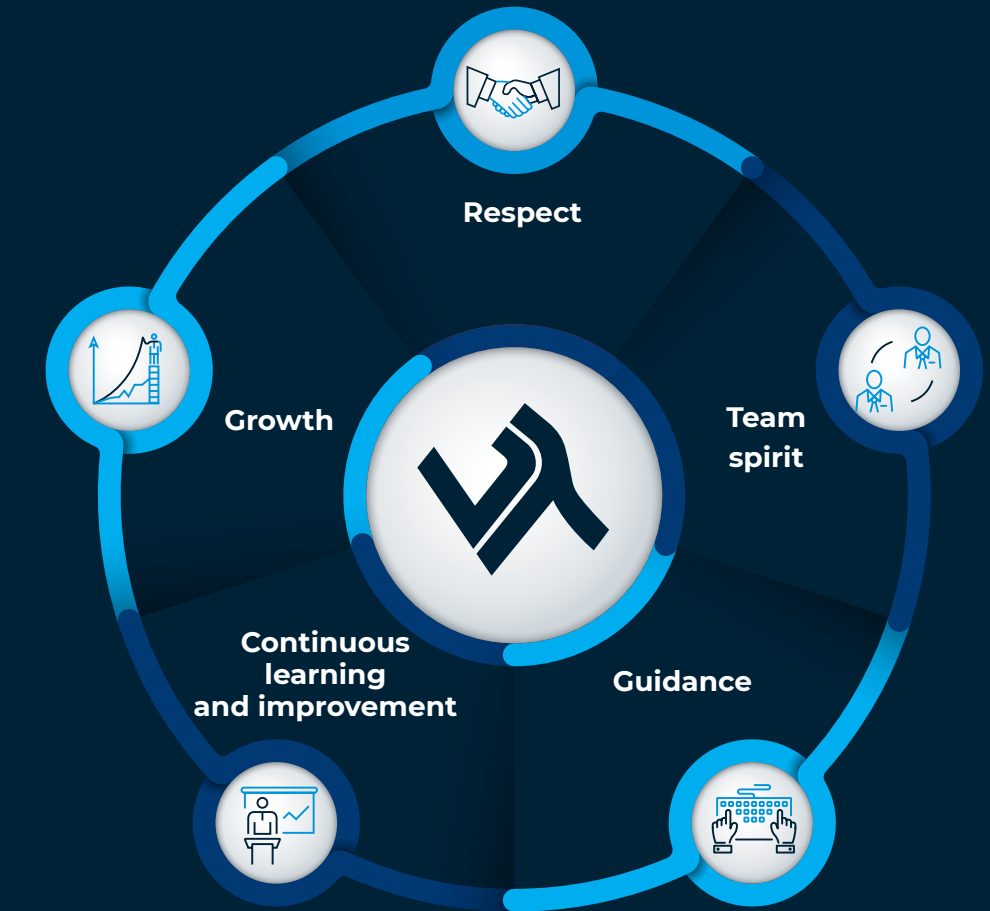 Respect
Team
spirit
Growth
Continuous
learning
and improvement
Guidance